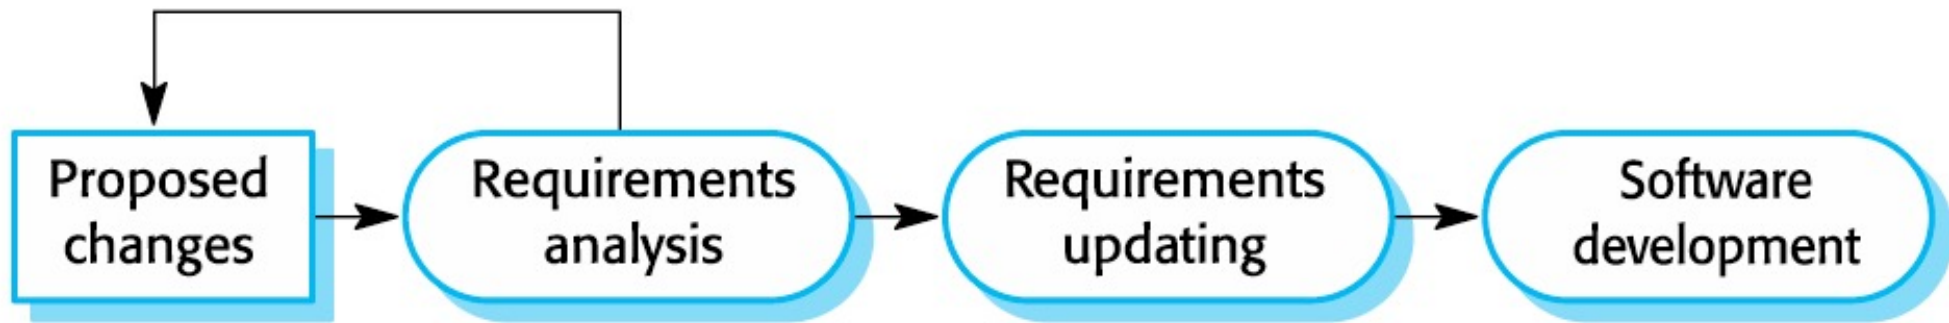 Proposed
changes
Requirements
analysis
Requirements
updating
Software
development